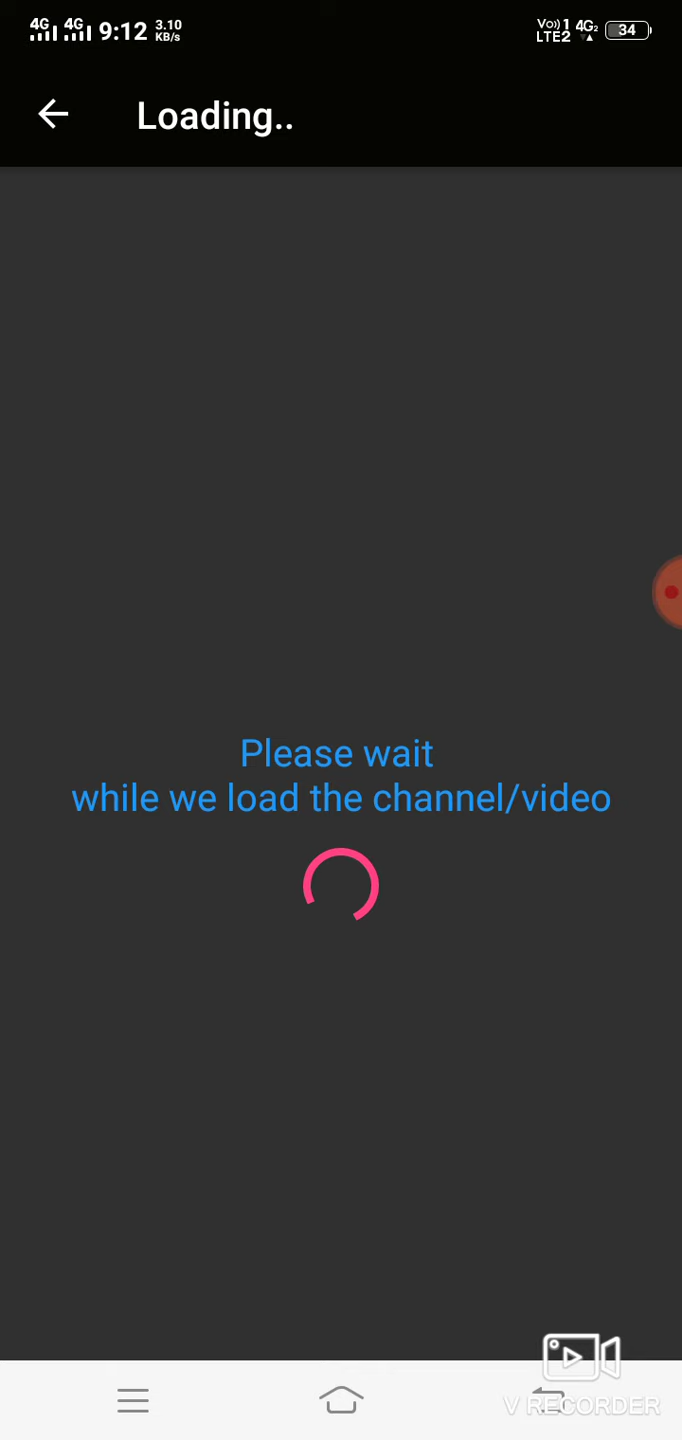 4G 4G 9:12 3.10 KB/s Vo)) 1 LTE2 4G2 34
Loading..
Please wait
while we load the channel/video
V RECORDER